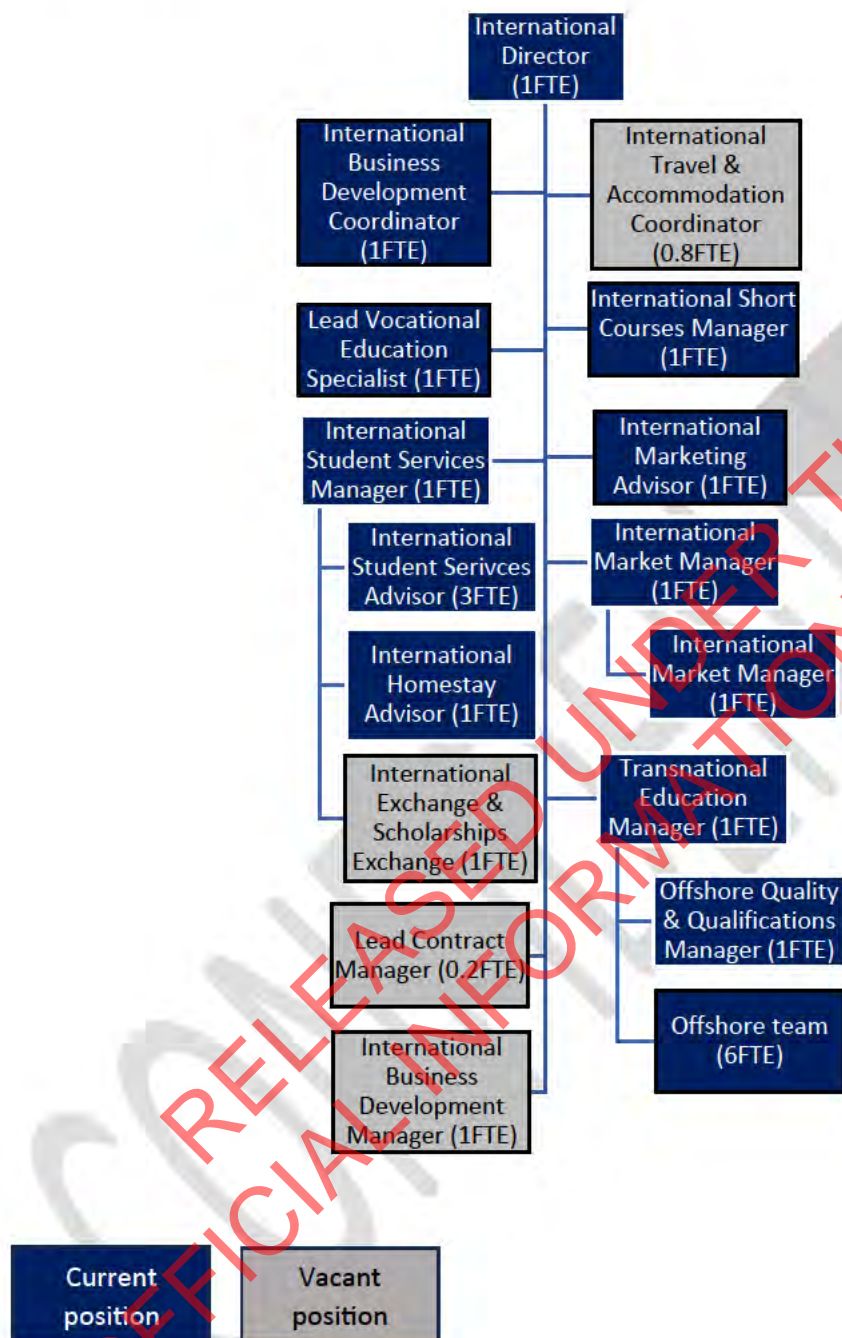 International
Director
(1FTE)
International
Business
Development
Coordinator
(1FTE)
International
Travel &
Accommodation
Coordinator
(0.8FTE)
Lead Vocational
Education
Specialist (1FTE)
International Short
Courses Manager
(1FTE)
International
Student Services
Manager (1FTE)
International
Marketing
Advisor (1FTE)
International
Student Serivces
Advisor (3FTE)
International
Market Manager
(1FTE)
International
Homestay
Advisor (1FTE)
International
Market Manager
(1FTE)
International
Exchange &
Scholarships
Exchange (1FTE)
Transnational
Education
Manager (1FTE)
Lead Contract
Manager (0.2FTE)
Offshore Quality
& Qualifications
Manager (1FTE)
International
Business
Development
Manager (1FTE)
Offshore team
(6FTE)
Current
position
Vacant
position
RELEASED UNDER
INFORMATION